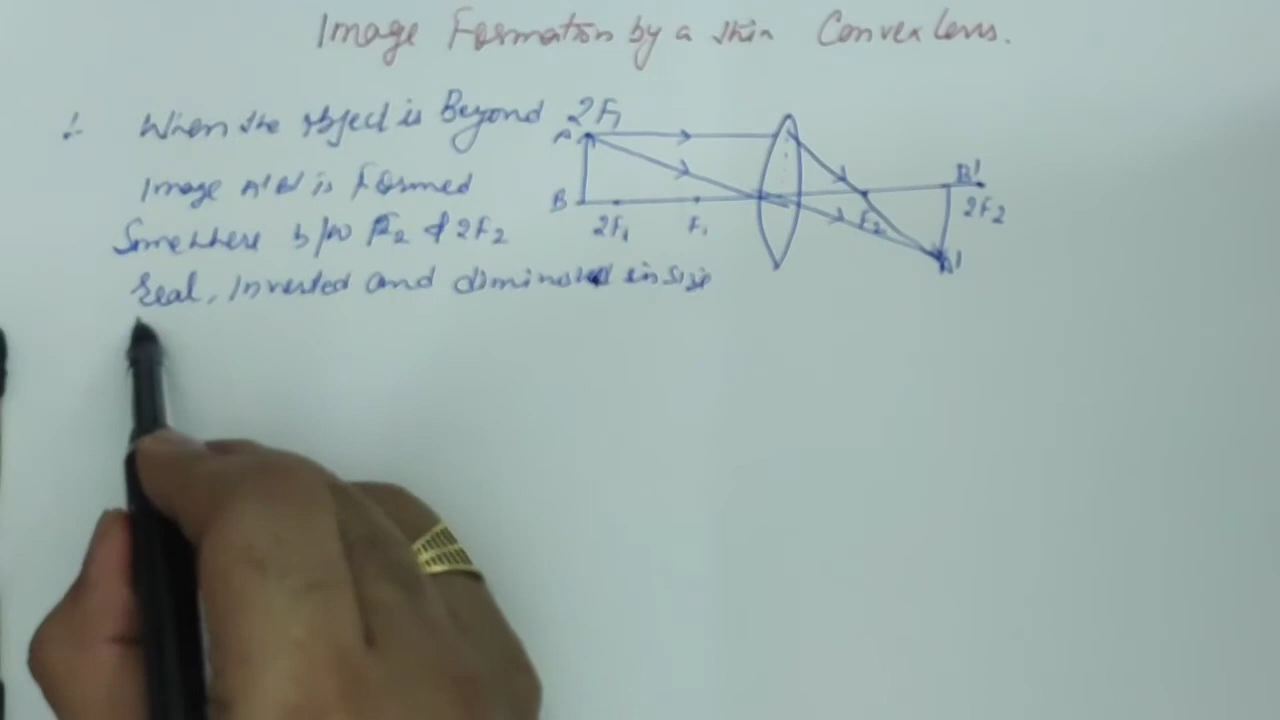 Image Formation by a thin Convex Lens.
:- When the object is Beyond 2F1
Image A'B' is Formed
Somewhere b/w F2 & 2F2
real, Inverted and diminished in size
A
B
2F1
F1
F2
B'
2F2
A'